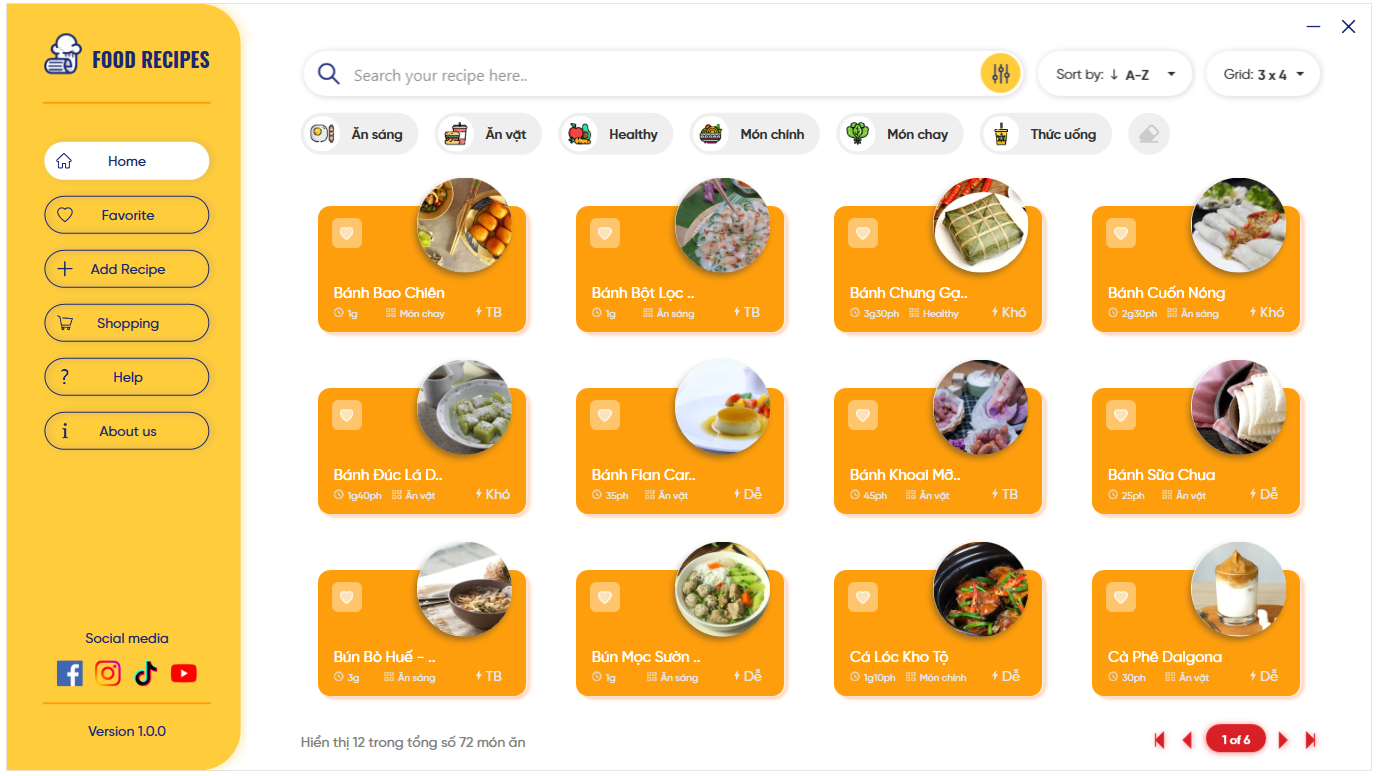 FOOD RECIPES
Home
Favorite
Add Recipe
Shopping
Help
About us
Social media
Version 1.0.0
Search your recipe here..
Sort by: ↓ A-Z
Grid: 3 x 4
Ăn sáng
Ăn vặt
Healthy
Món chính
Món chay
Thức uống
Bánh Bao Chiên
1g Món chay TB
Bánh Bột Lọc ..
1g Ăn sáng TB
Bánh Chưng Gạ..
3g30ph Healthy Khó
Bánh Cuốn Nóng
2g30ph Ăn sáng Khó
Bánh Đúc Lá D..
1g40ph Ăn vặt Khó
Bánh Flan Car..
35ph Ăn vặt Dễ
Bánh Khoai Mỡ..
45ph Ăn vặt TB
Bánh Sữa Chua
25ph Ăn vặt Dễ
Bún Bò Huế - ..
3g Ăn sáng TB
Bún Mọc Sườn ..
1g Ăn sáng Dễ
Cá Lóc Kho Tộ
1g10ph Món chính Dễ
Cà Phê Dalgona
30ph Ăn vặt Dễ
Hiển thị 12 trong tổng số 72 món ăn
1 of 6